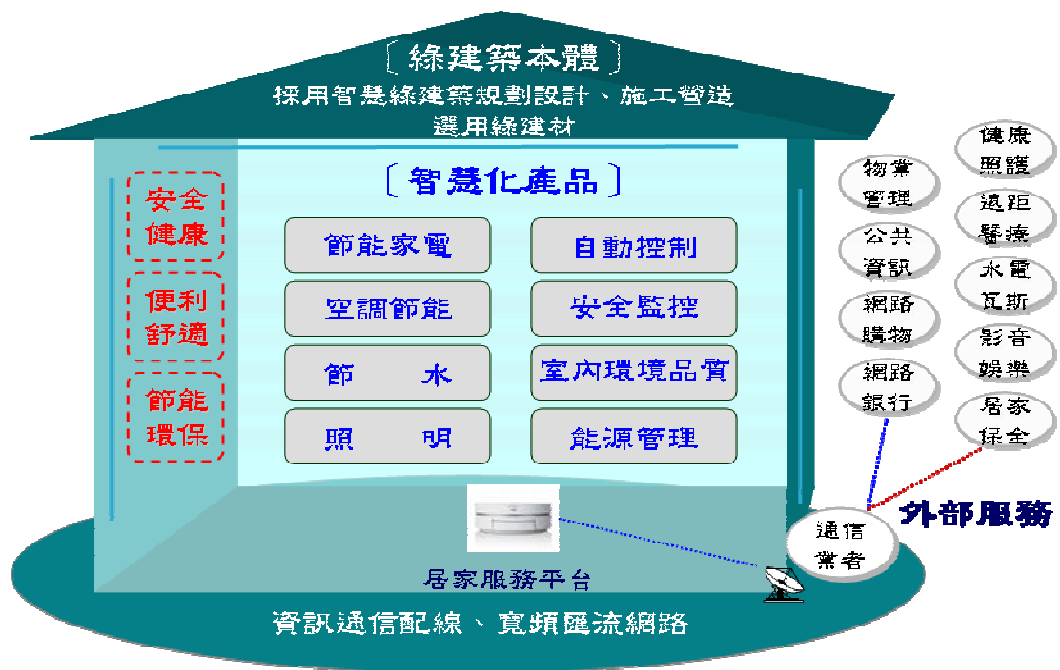 〔綠建築本體〕
採用智慧綠建築規劃設計、施工營造
選用綠建材
〔智慧化產品〕
安全
健康
便利
舒適
節能
環保
節能家電
自動控制
空調節能
安全監控
節 水
室內環境品質
照 明
能源管理
居家服務平台
資訊通信配線、寬頻匯流網路
物業
管理
公共
資訊
網路
購物
網路
銀行
健康
照護
遠距
醫療
水電
瓦斯
影音
娛樂
居家
保全
通信
業者
外部服務